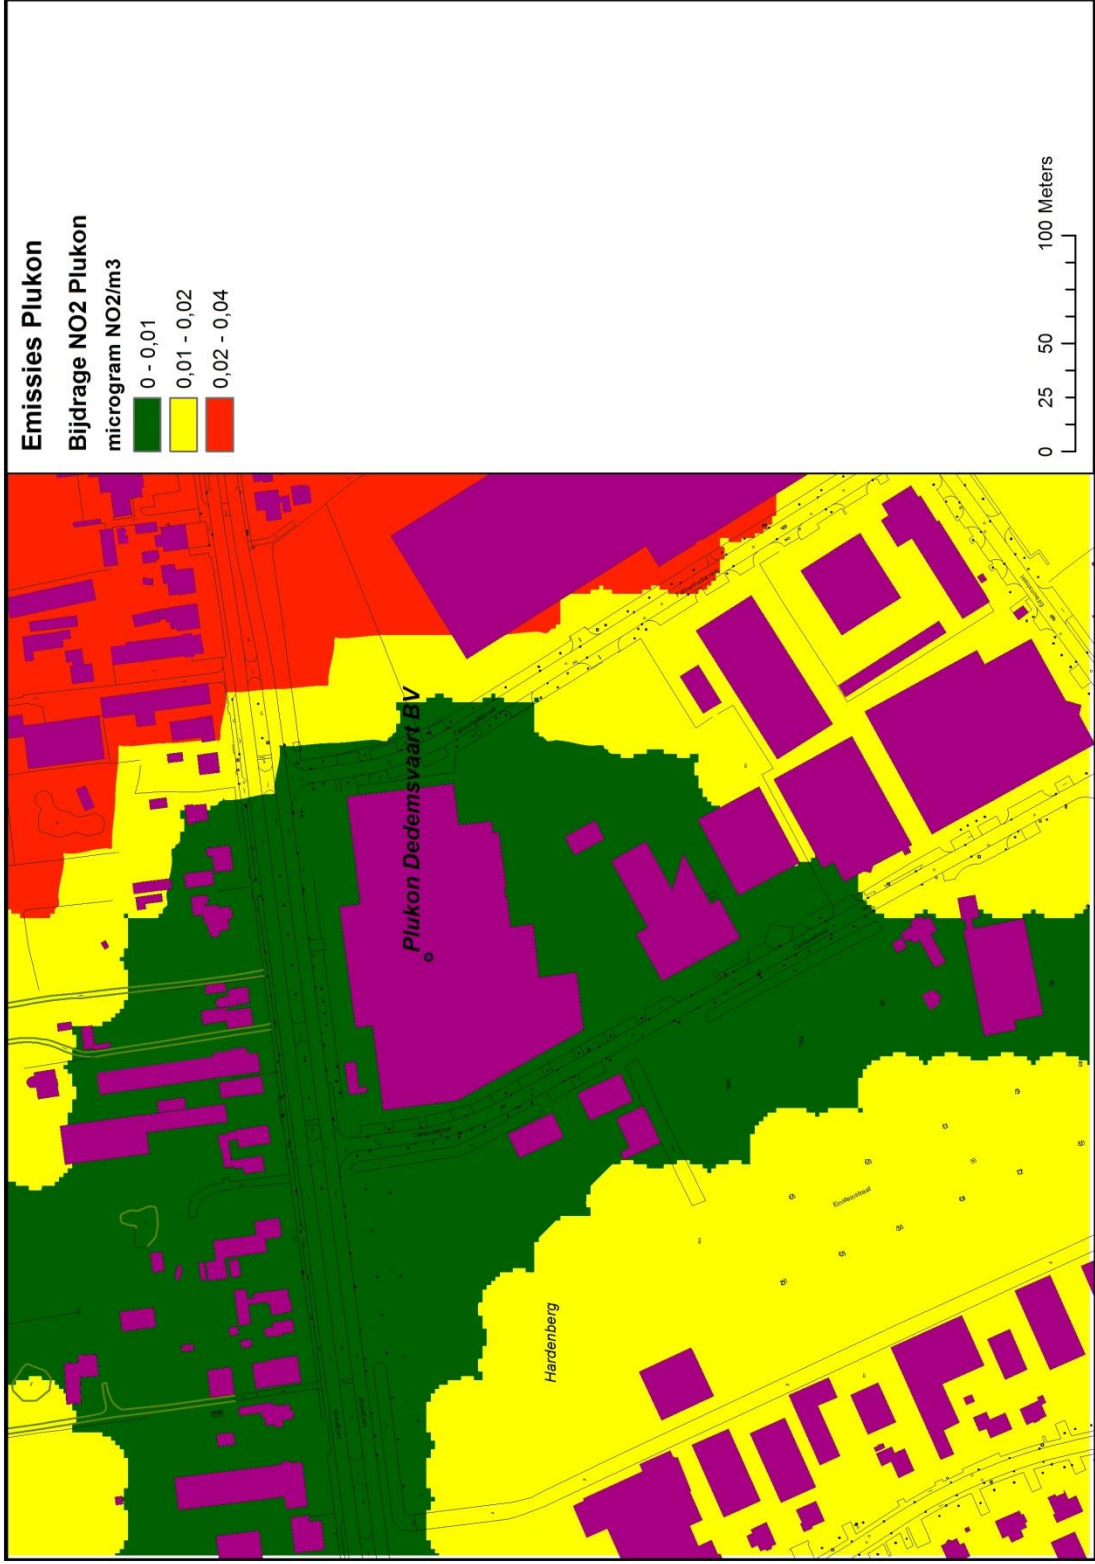 Emissies Plukon
Bijdrage NO2 Plukon
microgram NO2/m3
0 - 0,01
0,01 - 0,02
0,02 - 0,04
Plukon Dedemsvaart BV
Hardenberg
Einsteinstraat
0 25 50 100 Meters